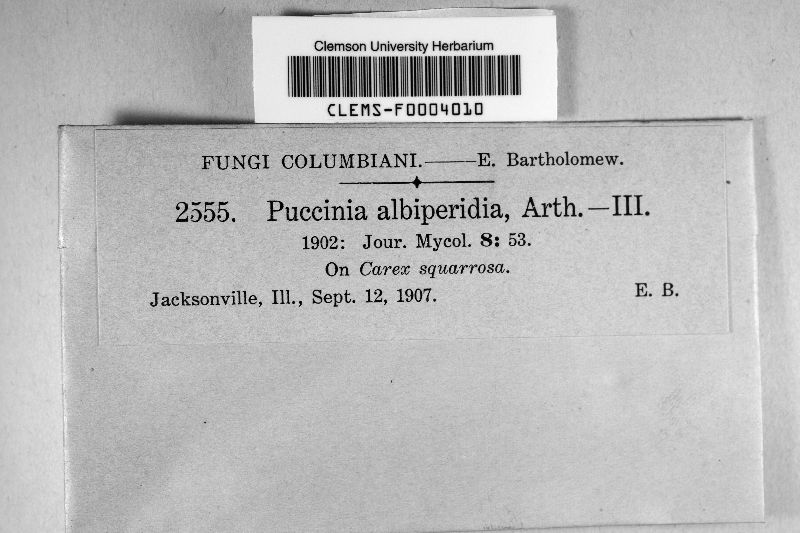 Clemson University Herbarium
CLEMS-F0004010
FUNGI COLUMBIANI.——E. Bartholomew.
2555. Puccinia albiperidia, Arth.—III.
1902: Jour. Mycol. 8: 53.
On Carex squarrosa.
Jacksonville, Ill., Sept. 12, 1907. E. B.